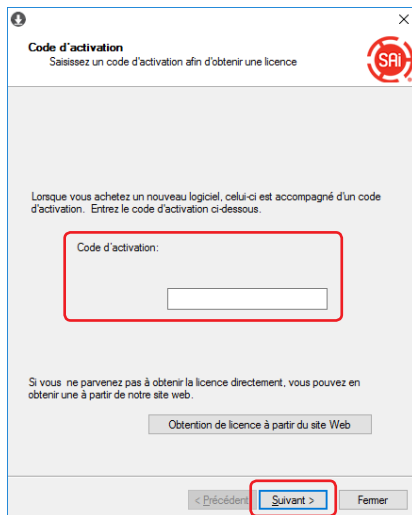 Code d'activation
Saisissez un code d'activation afin d'obtenir une licence
SAi
Lorsque vous achetez un nouveau logiciel, celui-ci est accompagné d'un code
d'activation. Entrez le code d'activation ci-dessous.
Code d'activation:
Si vous ne parvenez pas à obtenir la licence directement, vous pouvez en
obtenir une à partir de notre site web.
Obtention de licence à partir du site Web
< Précédent
Suivant >
Fermer